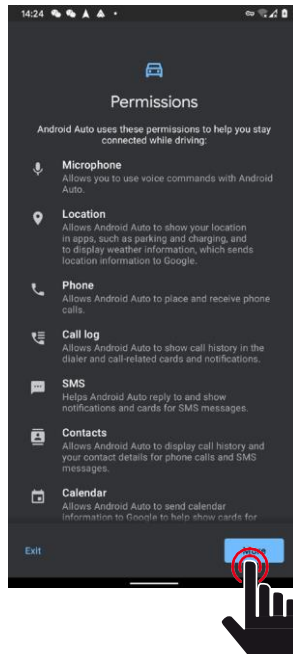 14:24
Permissions
Android Auto uses these permissions to help you stay
connected while driving:
Microphone
Allows you to use voice commands with Android
Auto.
Location
Allows Android Auto to show your location
in apps, such as parking and charging, and
to display weather information, which sends
location information to Google.
Phone
Allows Android Auto to place and receive phone
calls.
Call log
Allows Android Auto to show call history in the
dialer and call-related cards and notifications.
SMS
Helps Android Auto reply to and show
notifications and cards for SMS messages.
Contacts
Allows Android Auto to display call history and
your contact details for phone calls and SMS
messages.
Calendar
Allows Android Auto to send calendar
information to Google to help show cards for
Exit